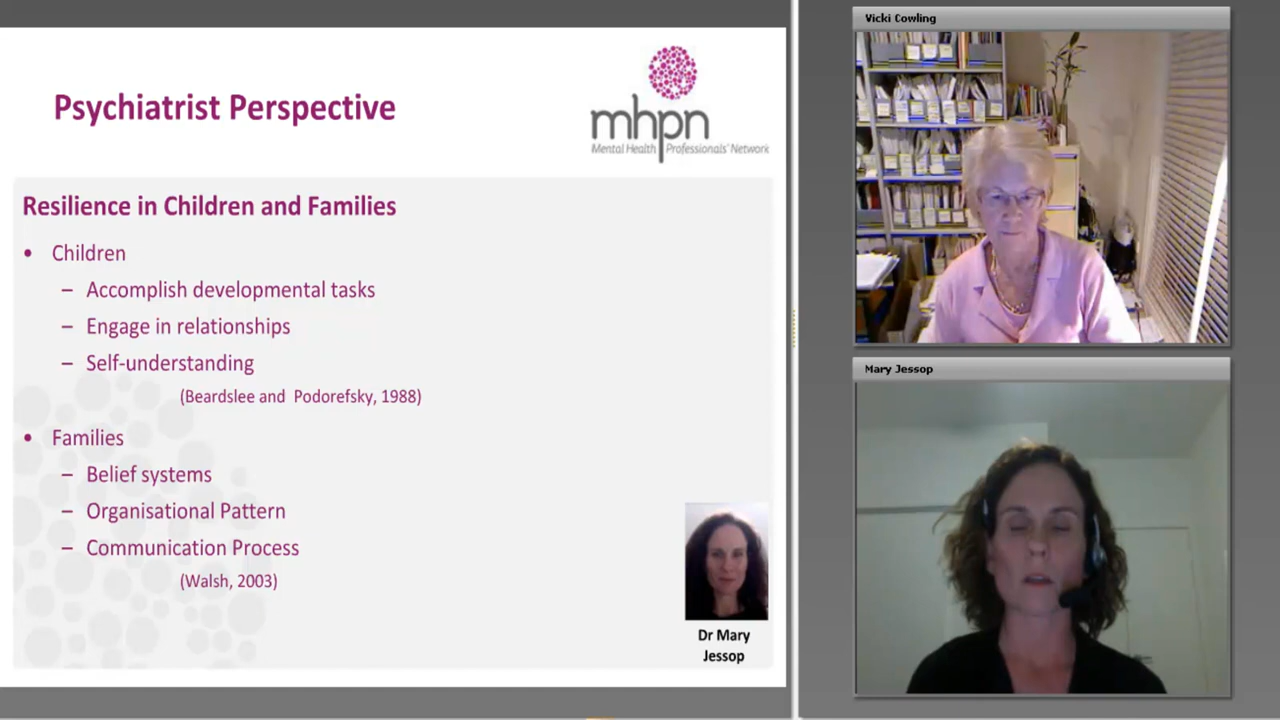 Psychiatrist Perspective
mhpn
Mental Health Professionals' Network
Resilience in Children and Families
• Children
– Accomplish developmental tasks
– Engage in relationships
– Self-understanding
(Beardslee and Podorefsky, 1988)
• Families
– Belief systems
– Organisational Pattern
– Communication Process
(Walsh, 2003)
Dr Mary
Jessop
Vicki Cowling
Mary Jessop